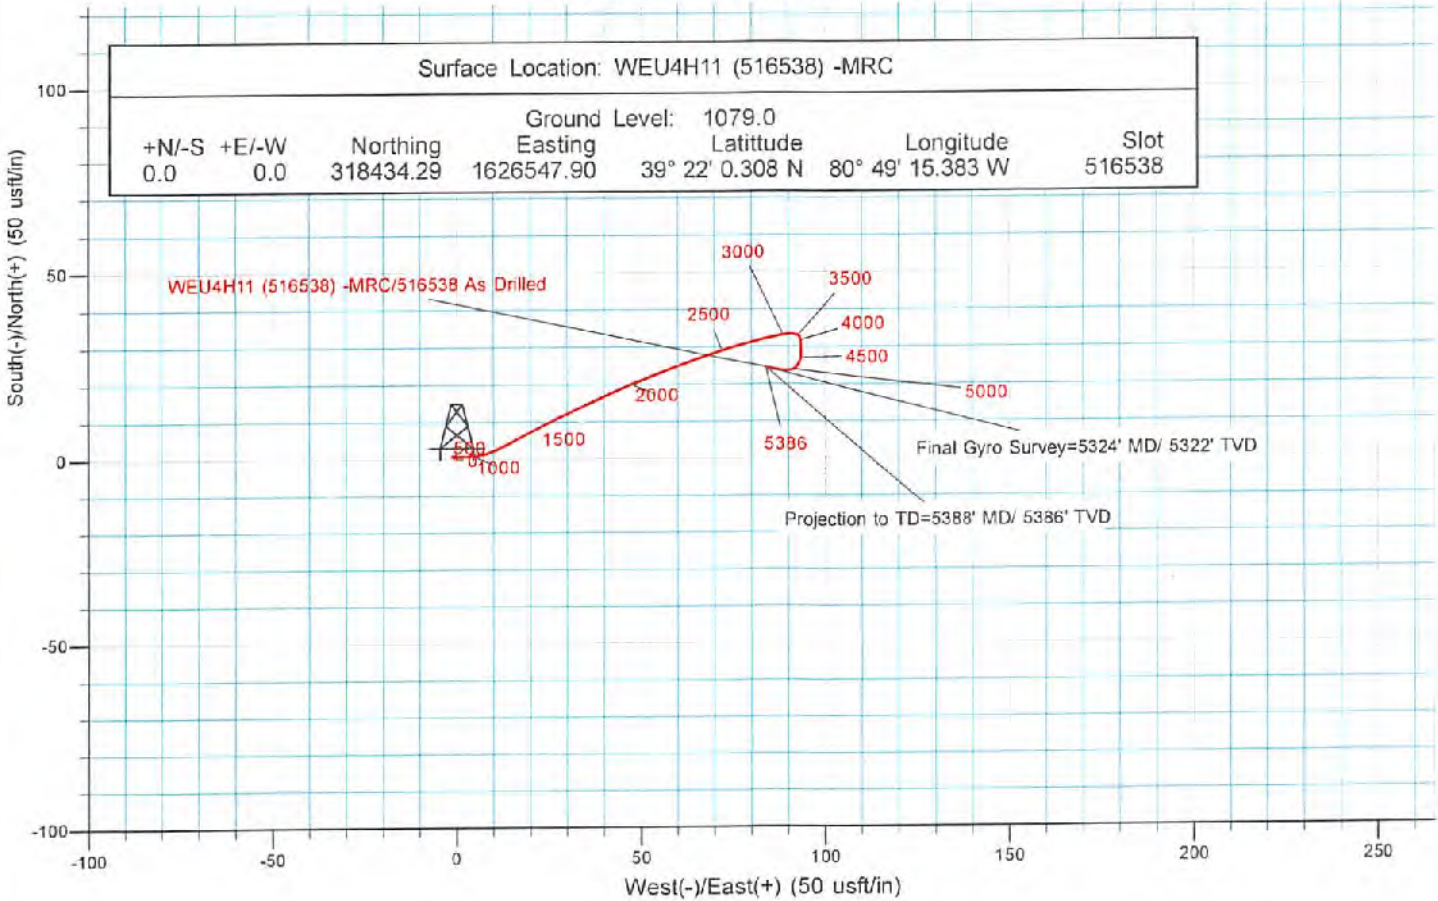 Surface Location: WEU4H11 (516538) -MRC
Ground Level: 1079.0
+N/-S +E/-W Northing Easting Latittude Longitude Slot
0.0 0.0 318434.29 1626547.90 39° 22' 0.308 N 80° 49' 15.383 W 516538
South(-)/North(+) (50 usft/in)
100
50
0
-50
-100
WEU4H11 (516538) -MRC/516538 As Drilled
3000
3500
2500
4000
4500
2000
5000
1500
5386
500
0
1000
Final Gyro Survey=5324' MD/ 5322' TVD
Projection to TD=5388' MD/ 5386' TVD
-100 -50 0 50 100 150 200 250
West(-)/East(+) (50 usft/in)